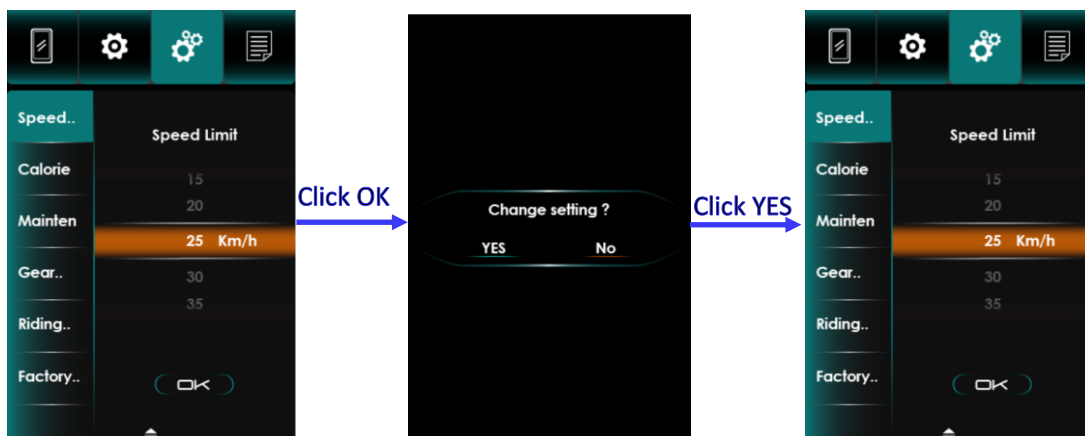 Speed..
Calorie
Mainten
Gear..
Riding..
Factory..
Speed Limit
15
20
25 Km/h
30
35
OK
Click OK
Change setting ?
YES No
Click YES
Speed..
Calorie
Mainten
Gear..
Riding..
Factory..
Speed Limit
15
20
25 Km/h
30
35
OK